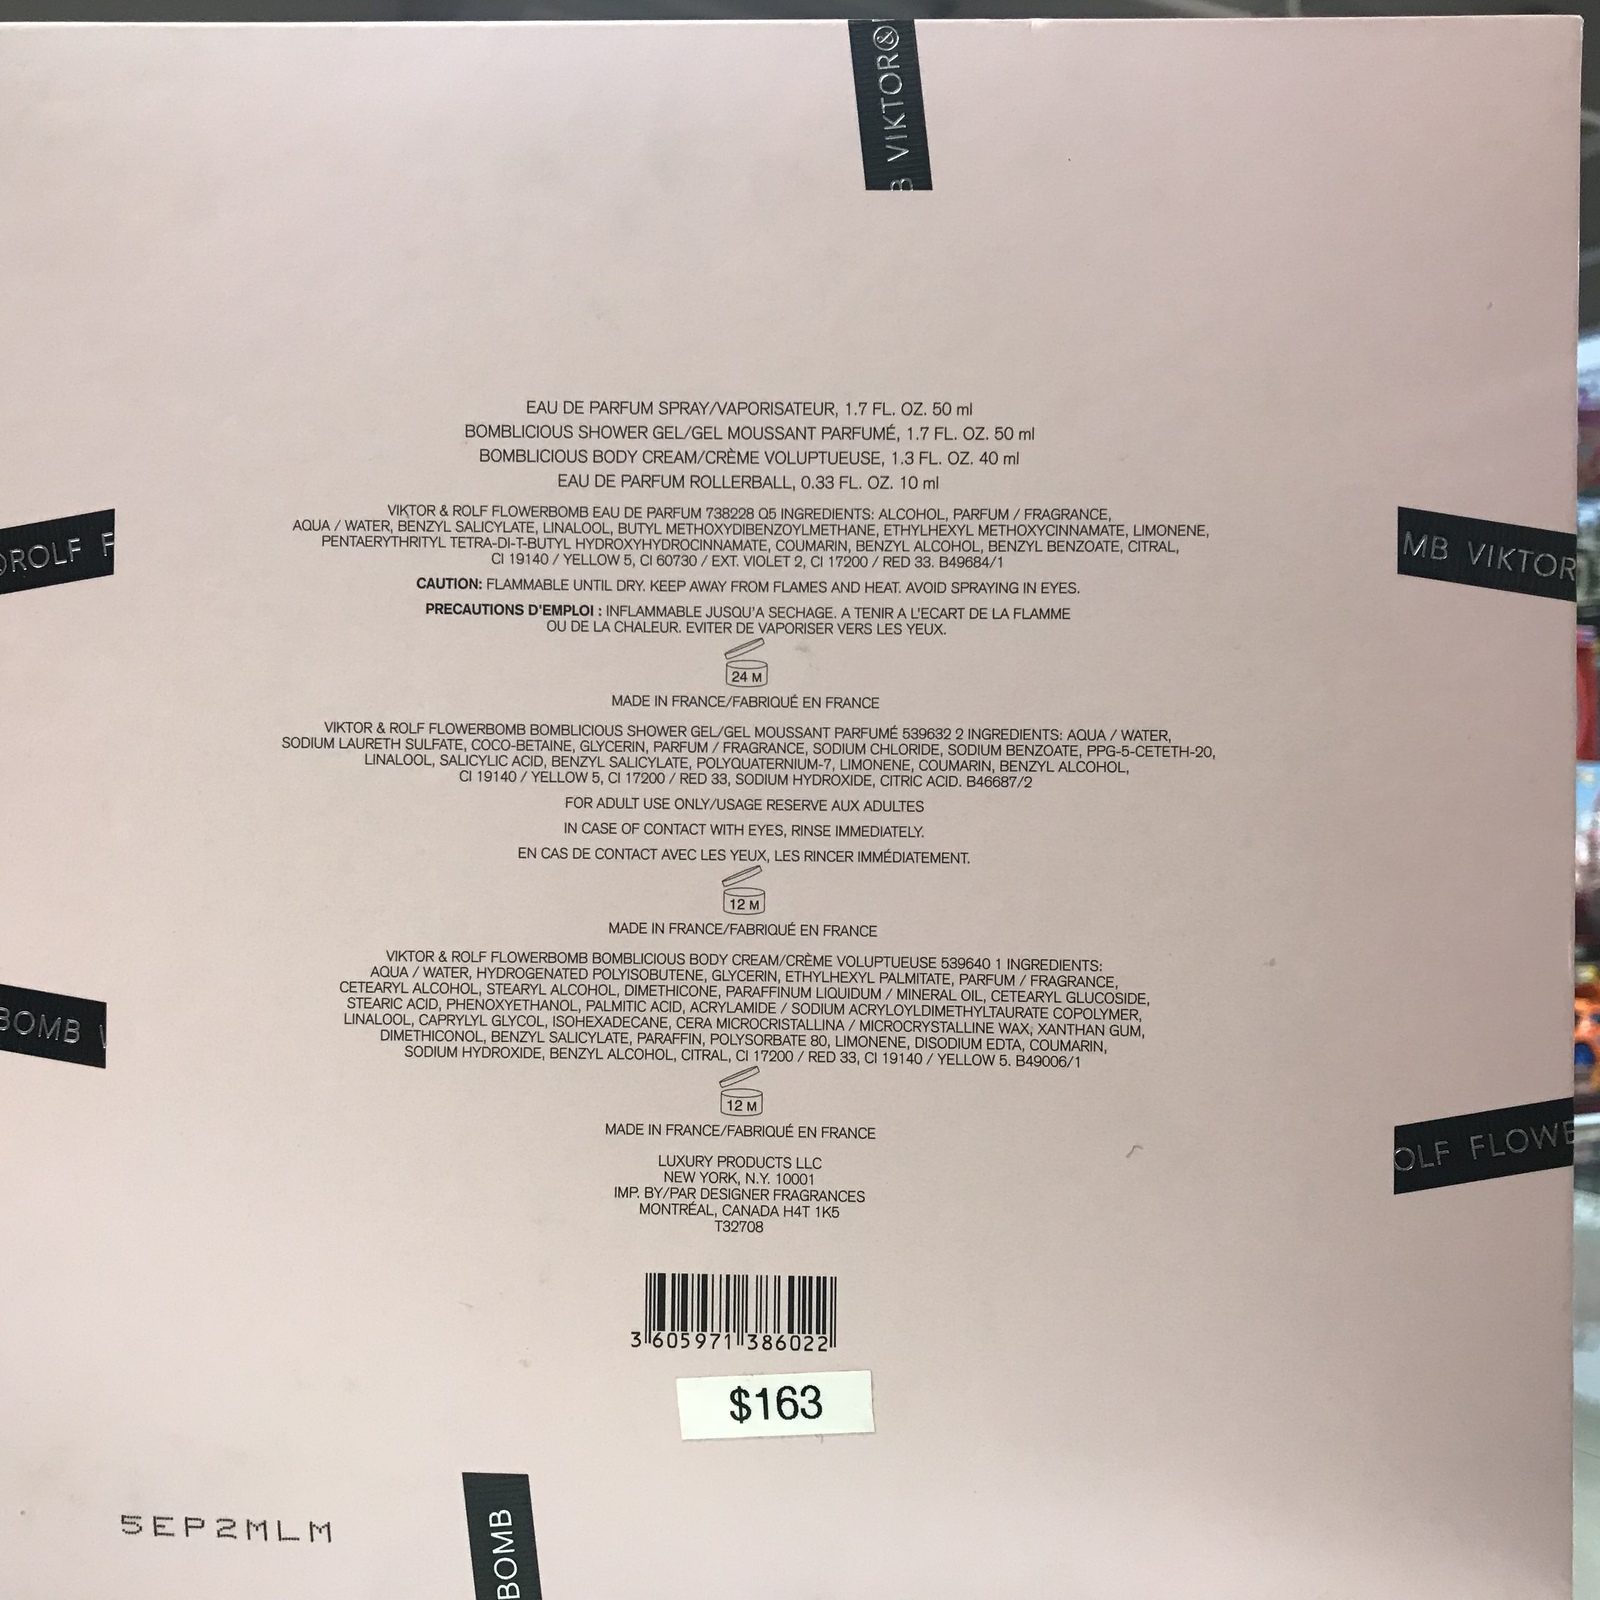 B VIKTOR&
EAU DE PARFUM SPRAY/VAPORISATEUR, 1.7 FL. OZ. 50 ml
BOMBLICIOUS SHOWER GEL/GEL MOUSSANT PARFUMÉ, 1.7 FL. OZ. 50 ml
BOMBLICIOUS BODY CREAM/CRÈME VOLUPTUEUSE, 1.3 FL. OZ. 40 ml
EAU DE PARFUM ROLLERBALL, 0.33 FL. OZ. 10 ml
VIKTOR & ROLF FLOWERBOMB EAU DE PARFUM 738228 Q5 INGREDIENTS: ALCOHOL, PARFUM / FRAGRANCE,
AQUA / WATER, BENZYL SALICYLATE, LINALOOL, BUTYL METHOXYDIBENZOYLMETHANE, ETHYLHEXYL METHOXYCINNAMATE, LIMONENE,
PENTAERYTHRITYL TETRA-DI-T-BUTYL HYDROXYHYDROCINNAMATE, COUMARIN, BENZYL ALCOHOL, BENZYL BENZOATE, CITRAL,
CI 19140 / YELLOW 5, CI 60730 / EXT. VIOLET 2, CI 17200 / RED 33. B49684/1
ROLF F
MB VIKTOR
CAUTION: FLAMMABLE UNTIL DRY. KEEP AWAY FROM FLAMES AND HEAT. AVOID SPRAYING IN EYES.
PRECAUTIONS D'EMPLOI : INFLAMMABLE JUSQU'A SECHAGE. A TENIR A L'ECART DE LA FLAMME
OU DE LA CHALEUR. EVITER DE VAPORISER VERS LES YEUX.
24 M
MADE IN FRANCE/FABRIQUÉ EN FRANCE
VIKTOR & ROLF FLOWERBOMB BOMBLICIOUS SHOWER GEL/GEL MOUSSANT PARFUMÉ 539632 2 INGREDIENTS: AQUA / WATER,
SODIUM LAURETH SULFATE, COCO-BETAINE, GLYCERIN, PARFUM / FRAGRANCE, SODIUM CHLORIDE, SODIUM BENZOATE, PPG-5-CETETH-20,
LINALOOL, SALICYLIC ACID, BENZYL SALICYLATE, POLYQUATERNIUM-7, LIMONENE, COUMARIN, BENZYL ALCOHOL,
CI 19140 / YELLOW 5, CI 17200 / RED 33, SODIUM HYDROXIDE, CITRIC ACID. B46687/2
FOR ADULT USE ONLY/USAGE RESERVE AUX ADULTES
IN CASE OF CONTACT WITH EYES, RINSE IMMEDIATELY.
EN CAS DE CONTACT AVEC LES YEUX, LES RINCER IMMÉDIATEMENT.
12 M
MADE IN FRANCE/FABRIQUÉ EN FRANCE
VIKTOR & ROLF FLOWERBOMB BOMBLICIOUS BODY CREAM/CRÈME VOLUPTUEUSE 539640 1 INGREDIENTS:
AQUA / WATER, HYDROGENATED POLYISOBUTENE, GLYCERIN, ETHYLHEXYL PALMITATE, PARFUM / FRAGRANCE,
CETEARYL ALCOHOL, STEARYL ALCOHOL, DIMETHICONE, PARAFFINUM LIQUIDUM / MINERAL OIL, CETEARYL GLUCOSIDE,
STEARIC ACID, PHENOXYETHANOL, PALMITIC ACID, ACRYLAMIDE / SODIUM ACRYLOYLDIMETHYLTAURATE COPOLYMER,
LINALOOL, CAPRYLYL GLYCOL, ISOHEXADECANE, CERA MICROCRISTALLINA / MICROCRYSTALLINE WAX, XANTHAN GUM,
DIMETHICONOL, BENZYL SALICYLATE, PARAFFIN, POLYSORBATE 80, LIMONENE, DISODIUM EDTA, COUMARIN,
SODIUM HYDROXIDE, BENZYL ALCOHOL, CITRAL, CI 17200 / RED 33, CI 19140 / YELLOW 5. B49006/1
BOMB
12 M
MADE IN FRANCE/FABRIQUÉ EN FRANCE
OLF FLOWE
LUXURY PRODUCTS LLC
NEW YORK, N.Y. 10001
IMP. BY/PAR DESIGNER FRAGRANCES
MONTRÉAL, CANADA H4T 1K5
T32708
3 605971 386022
$163
5EP2MLM
BOMB